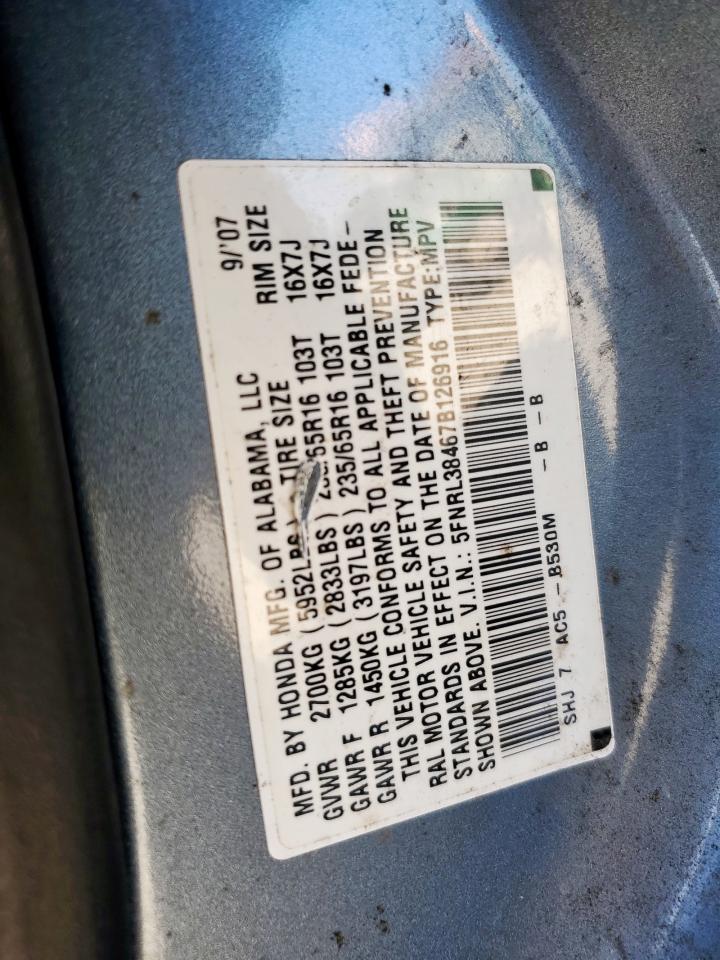 MFD. BY HONDA MFG. OF ALABAMA, LLC 9/'07
GVWR 2700KG (5952LBS) TIRE SIZE RIM SIZE
GAWR F 1285KG (2833LBS) 103T 16X7J
GAWR R 1450KG (3197LBS) 235/65R16 103T 16X7J
THIS VEHICLE CONFORMS TO ALL APPLICABLE FEDE-
RAL MOTOR VEHICLE SAFETY AND THEFT PREVENTION
STANDARDS IN EFFECT ON THE DATE OF MANUFACTURE
SHOWN ABOVE. V.I.N.: 5FNRL38467B126916 TYPE:MPV
SHJ 7 AC5 - B530M - B - B